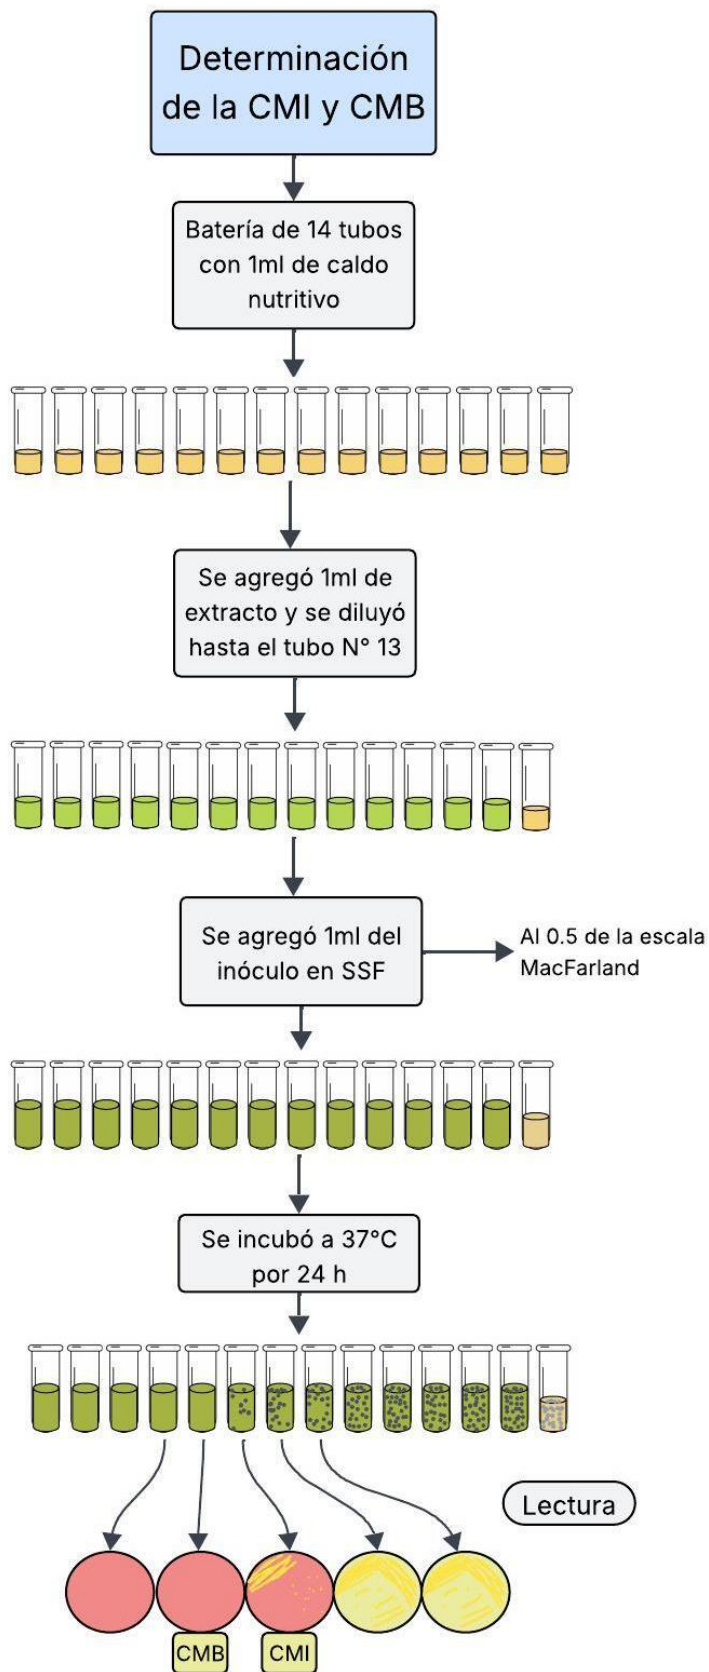 Determinación
de la CMI y CMB
Batería de 14 tubos
con 1ml de caldo
nutritivo
Se agregó 1ml de
extracto y se diluyó
hasta el tubo N° 13
Se agregó 1ml del
inóculo en SSF
Al 0.5 de la escala
MacFarland
Se incubó a 37°C
por 24 h
Lectura
CMB
CMI